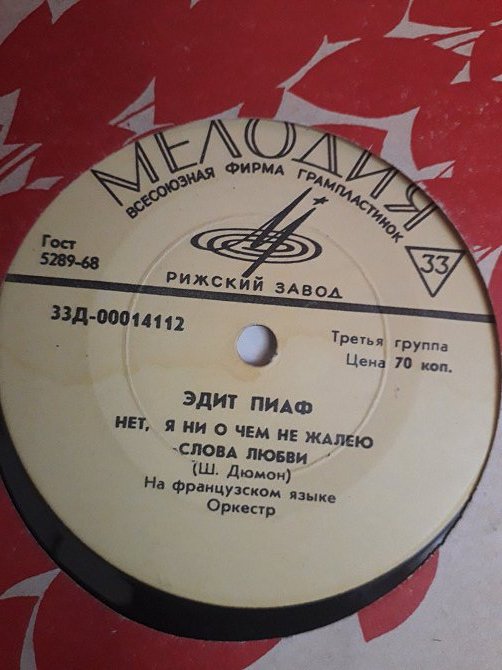 МЕЛОДИЯ
ВСЕСОЮЗНАЯ ФИРМА ГРАМПЛАСТИНОК
Гост
5289-68
33
РИЖСКИЙ ЗАВОД
33Д-00014112
Третья группа
Цена 70 коп.
ЭДИТ ПИАФ
НЕТ, Я НИ О ЧЕМ НЕ ЖАЛЕЮ
СЛОВА ЛЮБВИ
(Ш. Дюмон)
На французском языке
Оркестр